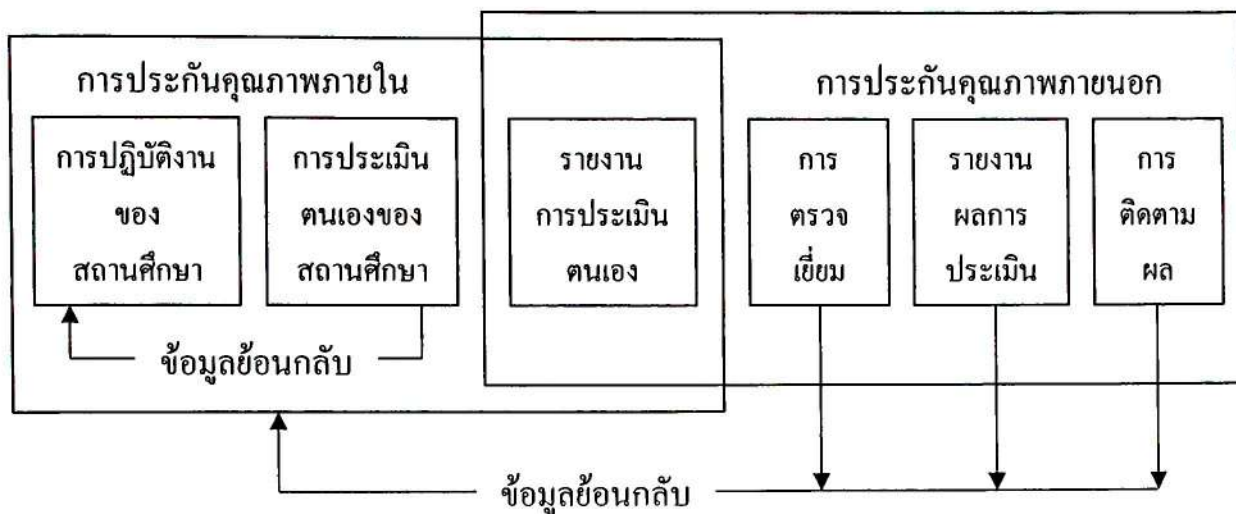 การประกันคุณภาพภายใน
การประกันคุณภาพภายนอก
การปฏิบัติงาน
ของ
สถานศึกษา
การประเมิน
ตนเองของ
สถานศึกษา
รายงาน
การประเมิน
ตนเอง
การ
ตรวจ
เยี่ยม
รายงาน
ผลการ
ประเมิน
การ
ติดตาม
ผล
ข้อมูลย้อนกลับ
ข้อมูลย้อนกลับ